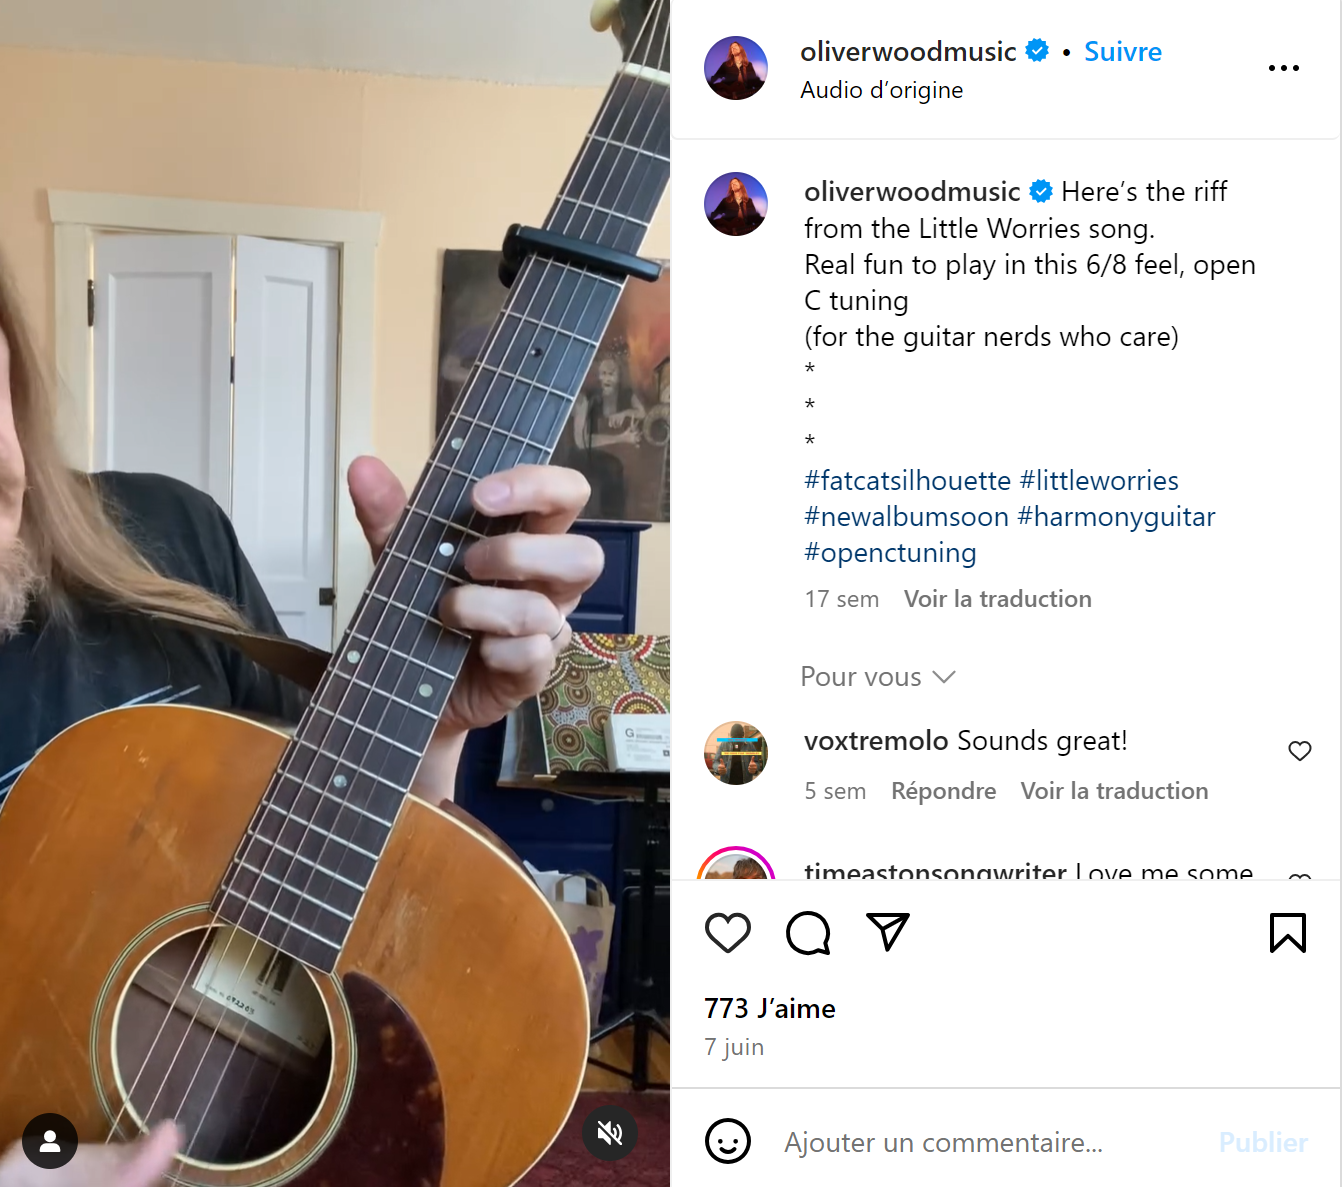 oliverwoodmusic • Suivre
Audio d’origine
oliverwoodmusic Here’s the riff
from the Little Worries song.
Real fun to play in this 6/8 feel, open
C tuning
(for the guitar nerds who care)
*
*
*
#fatcatsilhouette #littleworries
#newalbumsoon #harmonyguitar
#openctuning
17 sem Voir la traduction
Pour vous
voxtremolo Sounds great!
5 sem Répondre Voir la traduction
timeastonsongwriter Love me some
773 J’aime
7 juin
Ajouter un commentaire...
Publier
G